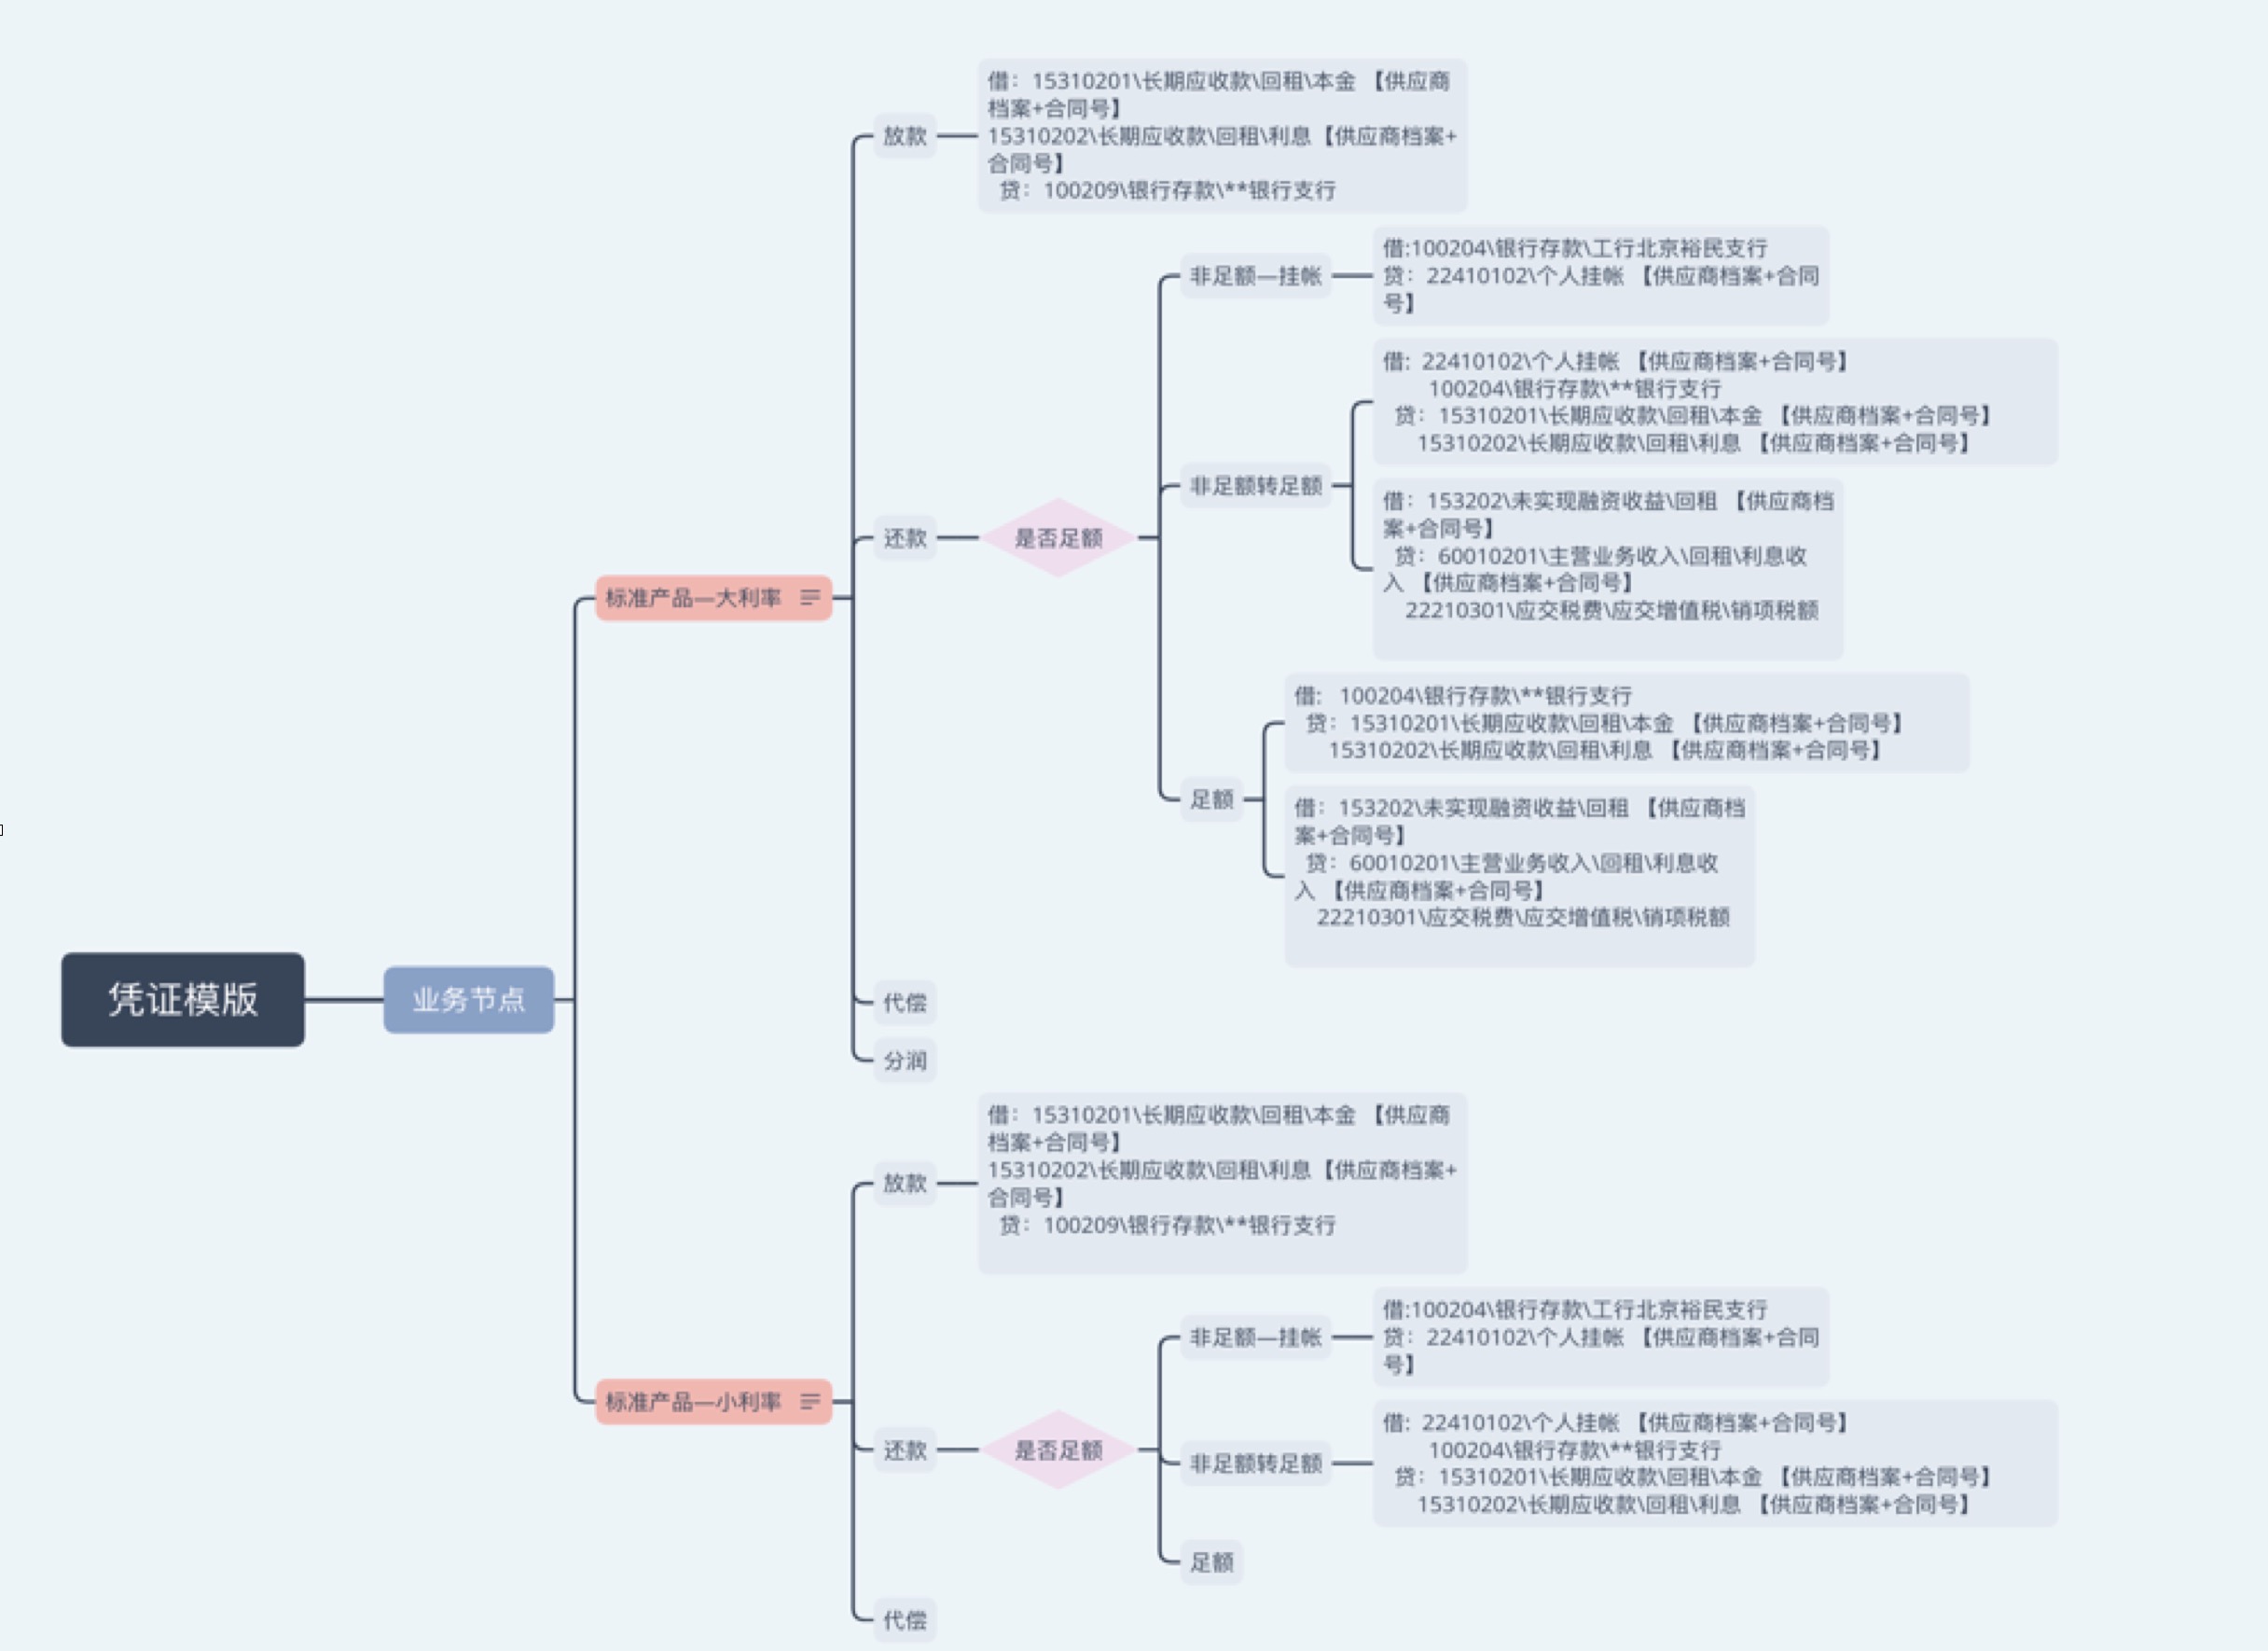 凭证模版
业务节点
标准产品—大利率
放款
借：15310201\长期应收款\回租\本金 【供应商
档案+合同号】
15310202\长期应收款\回租\利息【供应商档案+
合同号】
贷：100209\银行存款\**银行支行
还款
是否足额
非足额—挂帐
借:100204\银行存款\工行北京裕民支行
贷：22410102\个人挂帐 【供应商档案+合同
号】
非足额转足额
借: 22410102\个人挂帐 【供应商档案+合同号】
100204\银行存款\**银行支行
贷：15310201\长期应收款\回租\本金 【供应商档案+合同号】
15310202\长期应收款\回租\利息 【供应商档案+合同号】
借：153202\未实现融资收益\回租 【供应商档
案+合同号】
贷：60010201\主营业务收入\回租\利息收
入 【供应商档案+合同号】
22210301\应交税费\应交增值税\销项税额
足额
借: 100204\银行存款\**银行支行
贷：15310201\长期应收款\回租\本金 【供应商档案+合同号】
15310202\长期应收款\回租\利息 【供应商档案+合同号】
借：153202\未实现融资收益\回租 【供应商档
案+合同号】
贷：60010201\主营业务收入\回租\利息收
入 【供应商档案+合同号】
22210301\应交税费\应交增值税\销项税额
代偿
分润
标准产品—小利率
放款
借：15310201\长期应收款\回租\本金 【供应商
档案+合同号】
15310202\长期应收款\回租\利息【供应商档案+
合同号】
贷：100209\银行存款\**银行支行
还款
是否足额
非足额—挂帐
借:100204\银行存款\工行北京裕民支行
贷：22410102\个人挂帐 【供应商档案+合同
号】
非足额转足额
借: 22410102\个人挂帐 【供应商档案+合同号】
100204\银行存款\**银行支行
贷：15310201\长期应收款\回租\本金 【供应商档案+合同号】
15310202\长期应收款\回租\利息 【供应商档案+合同号】
足额
代偿